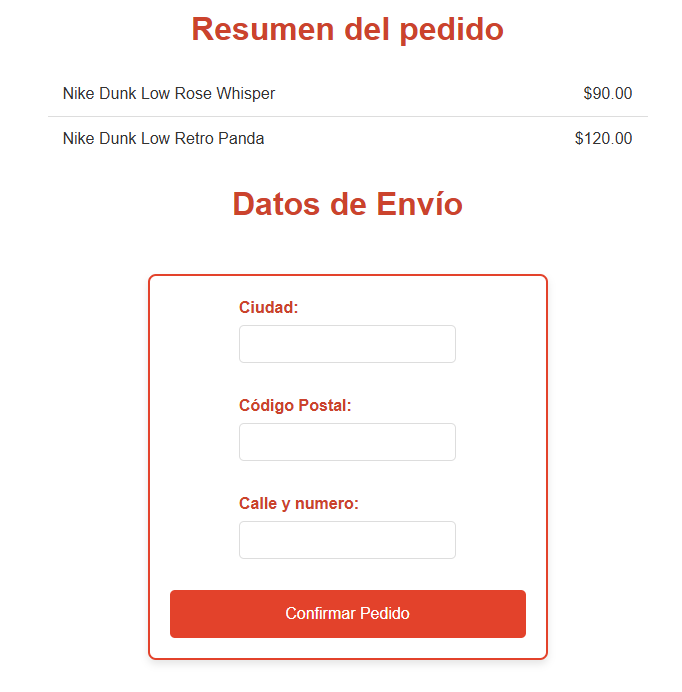 Resumen del pedido
Nike Dunk Low Rose Whisper $90.00
Nike Dunk Low Retro Panda $120.00
Datos de Envío
Ciudad:
Código Postal:
Calle y numero:
Confirmar Pedido